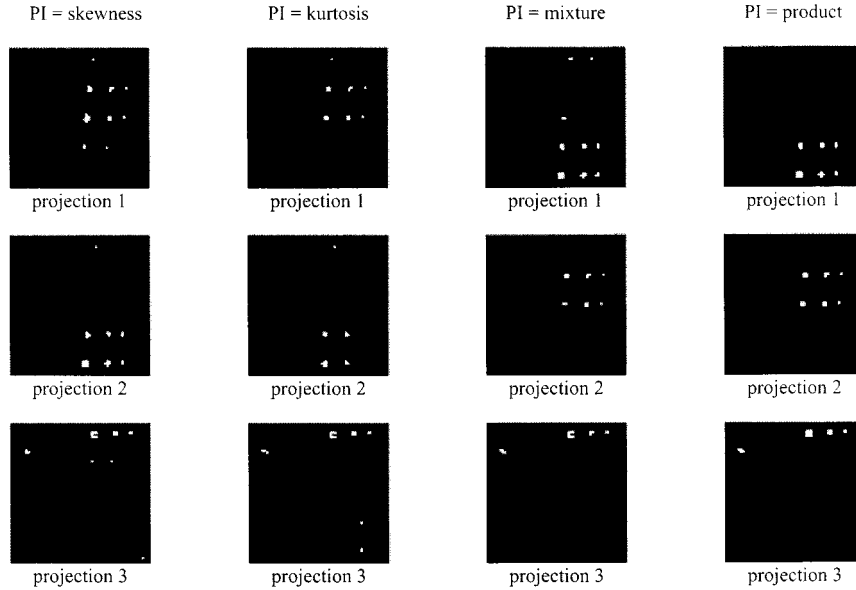 PI = skewness PI = kurtosis PI = mixture PI = product
projection 1 projection 1 projection 1 projection 1
projection 2 projection 2 projection 2 projection 2
projection 3 projection 3 projection 3 projection 3